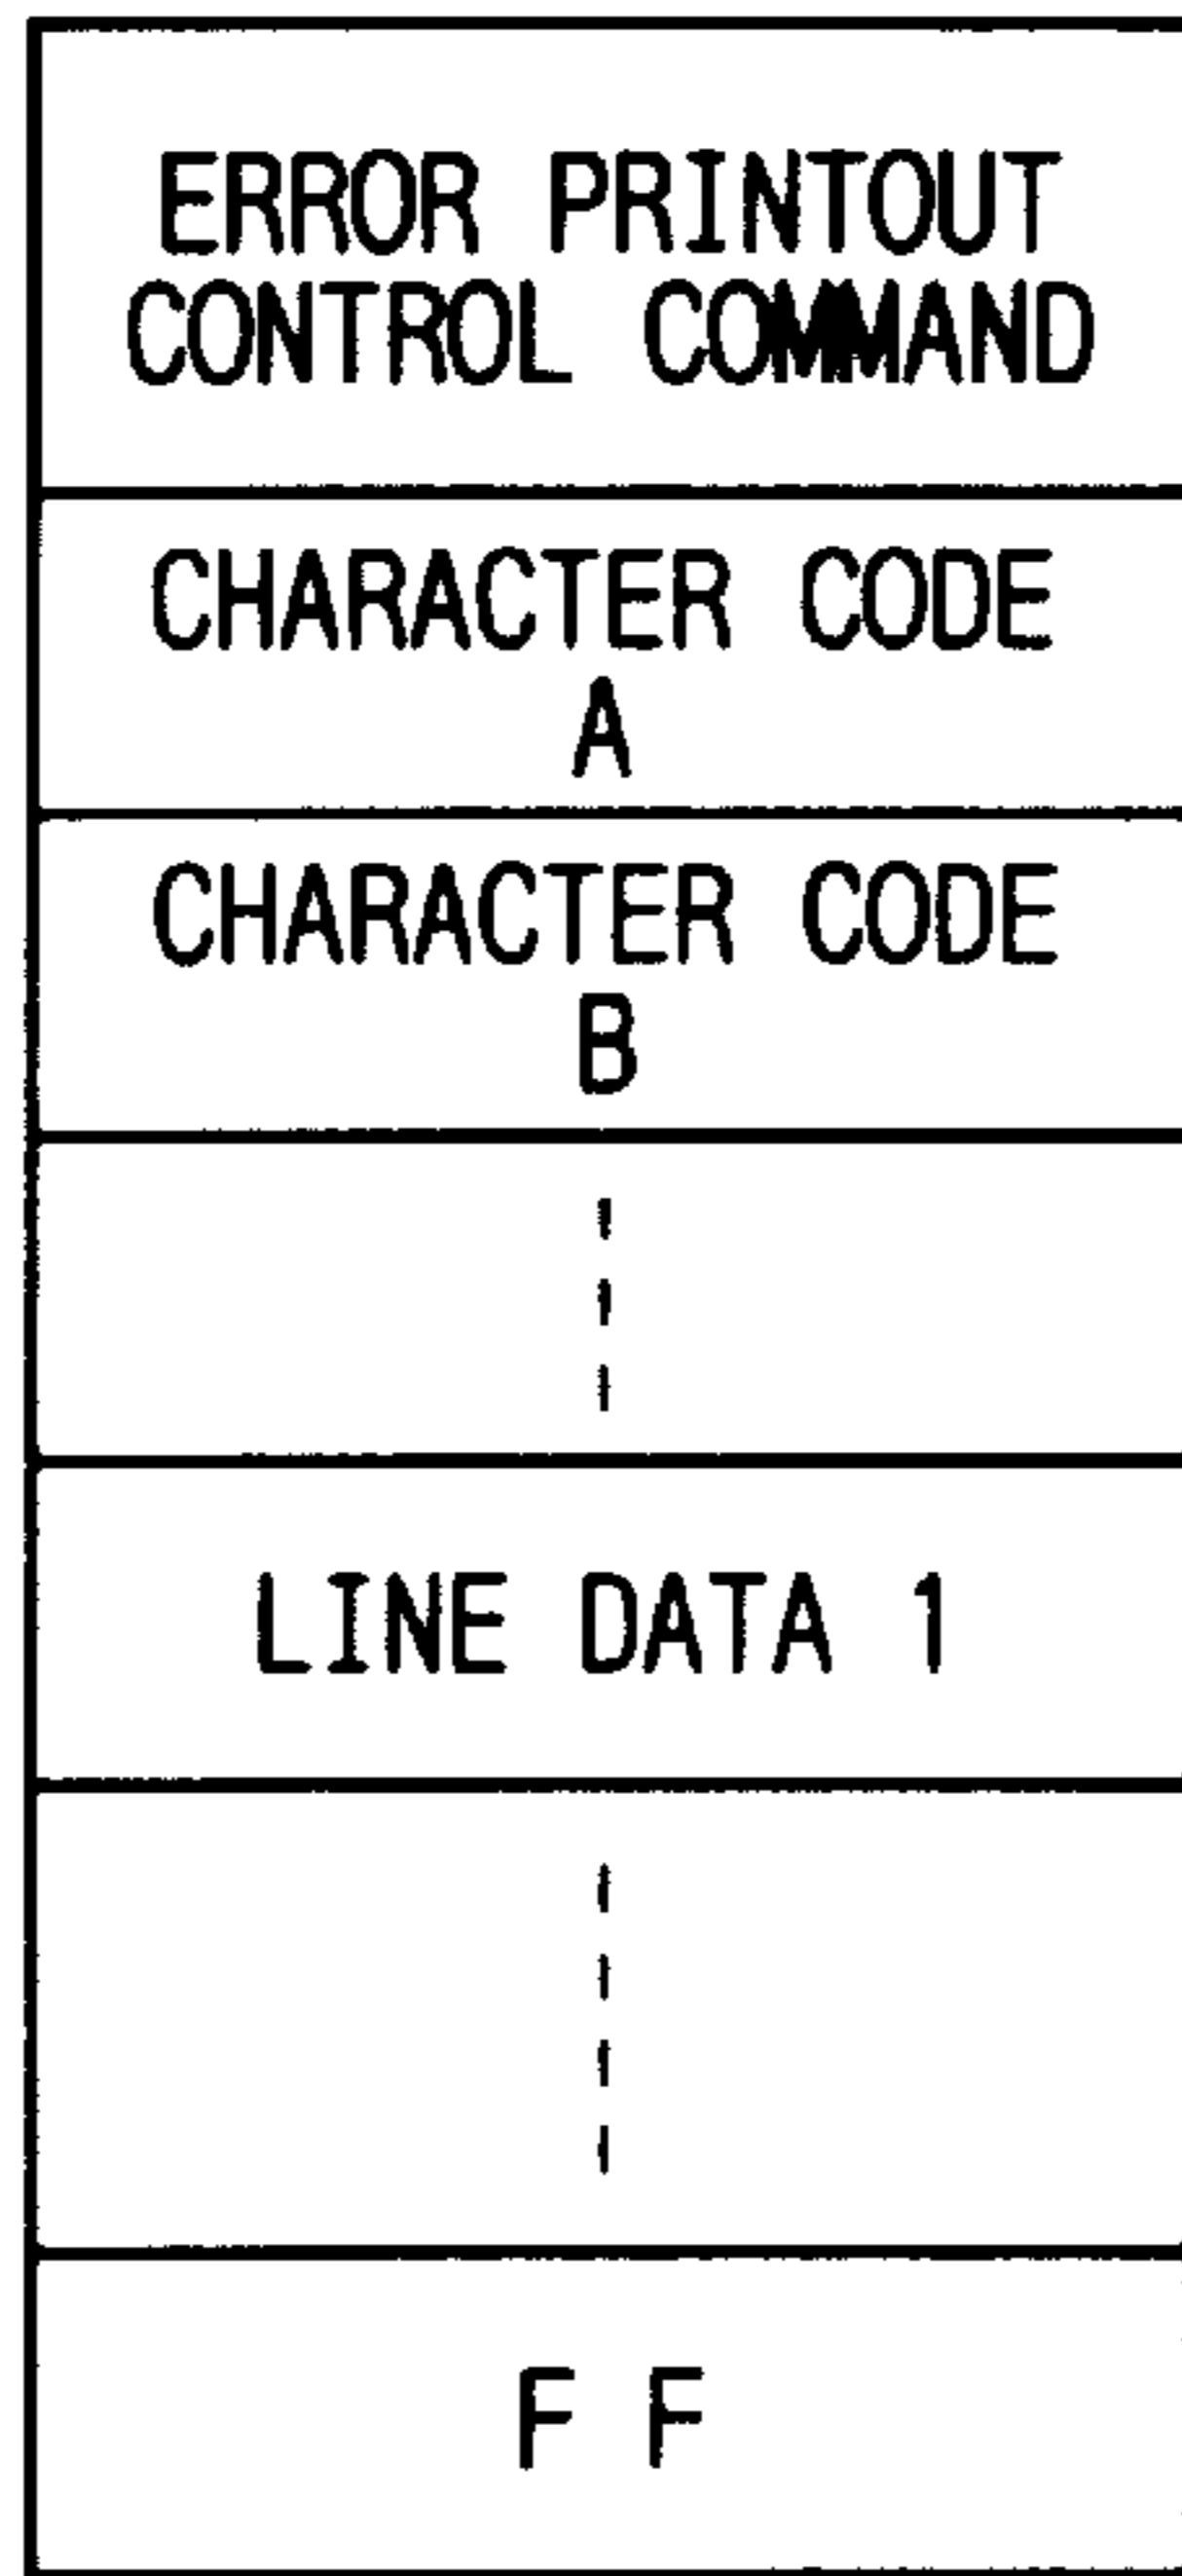 ERROR PRINTOUT
CONTROL COMMAND
CHARACTER CODE
A
CHARACTER CODE
B
LINE DATA 1
F F